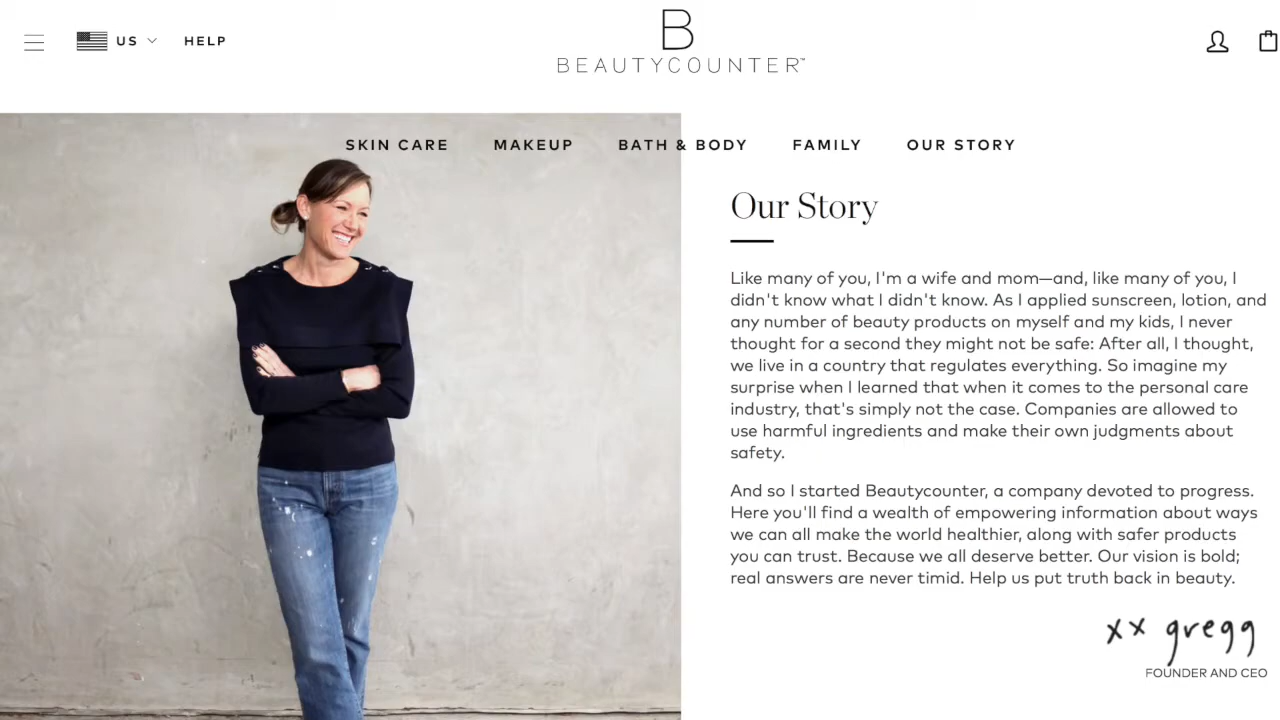 US
HELP
B
BEAUTYCOUNTER™
SKIN CARE
MAKEUP
BATH & BODY
FAMILY
OUR STORY
Our Story
Like many of you, I'm a wife and mom—and, like many of you, I
didn't know what I didn't know. As I applied sunscreen, lotion, and
any number of beauty products on myself and my kids, I never
thought for a second they might not be safe: After all, I thought,
we live in a country that regulates everything. So imagine my
surprise when I learned that when it comes to the personal care
industry, that's simply not the case. Companies are allowed to
use harmful ingredients and make their own judgments about
safety.
And so I started Beautycounter, a company devoted to progress.
Here you'll find a wealth of empowering information about ways
we can all make the world healthier, along with safer products
you can trust. Because we all deserve better. Our vision is bold;
real answers are never timid. Help us put truth back in beauty.
xx gregg
FOUNDER AND CEO